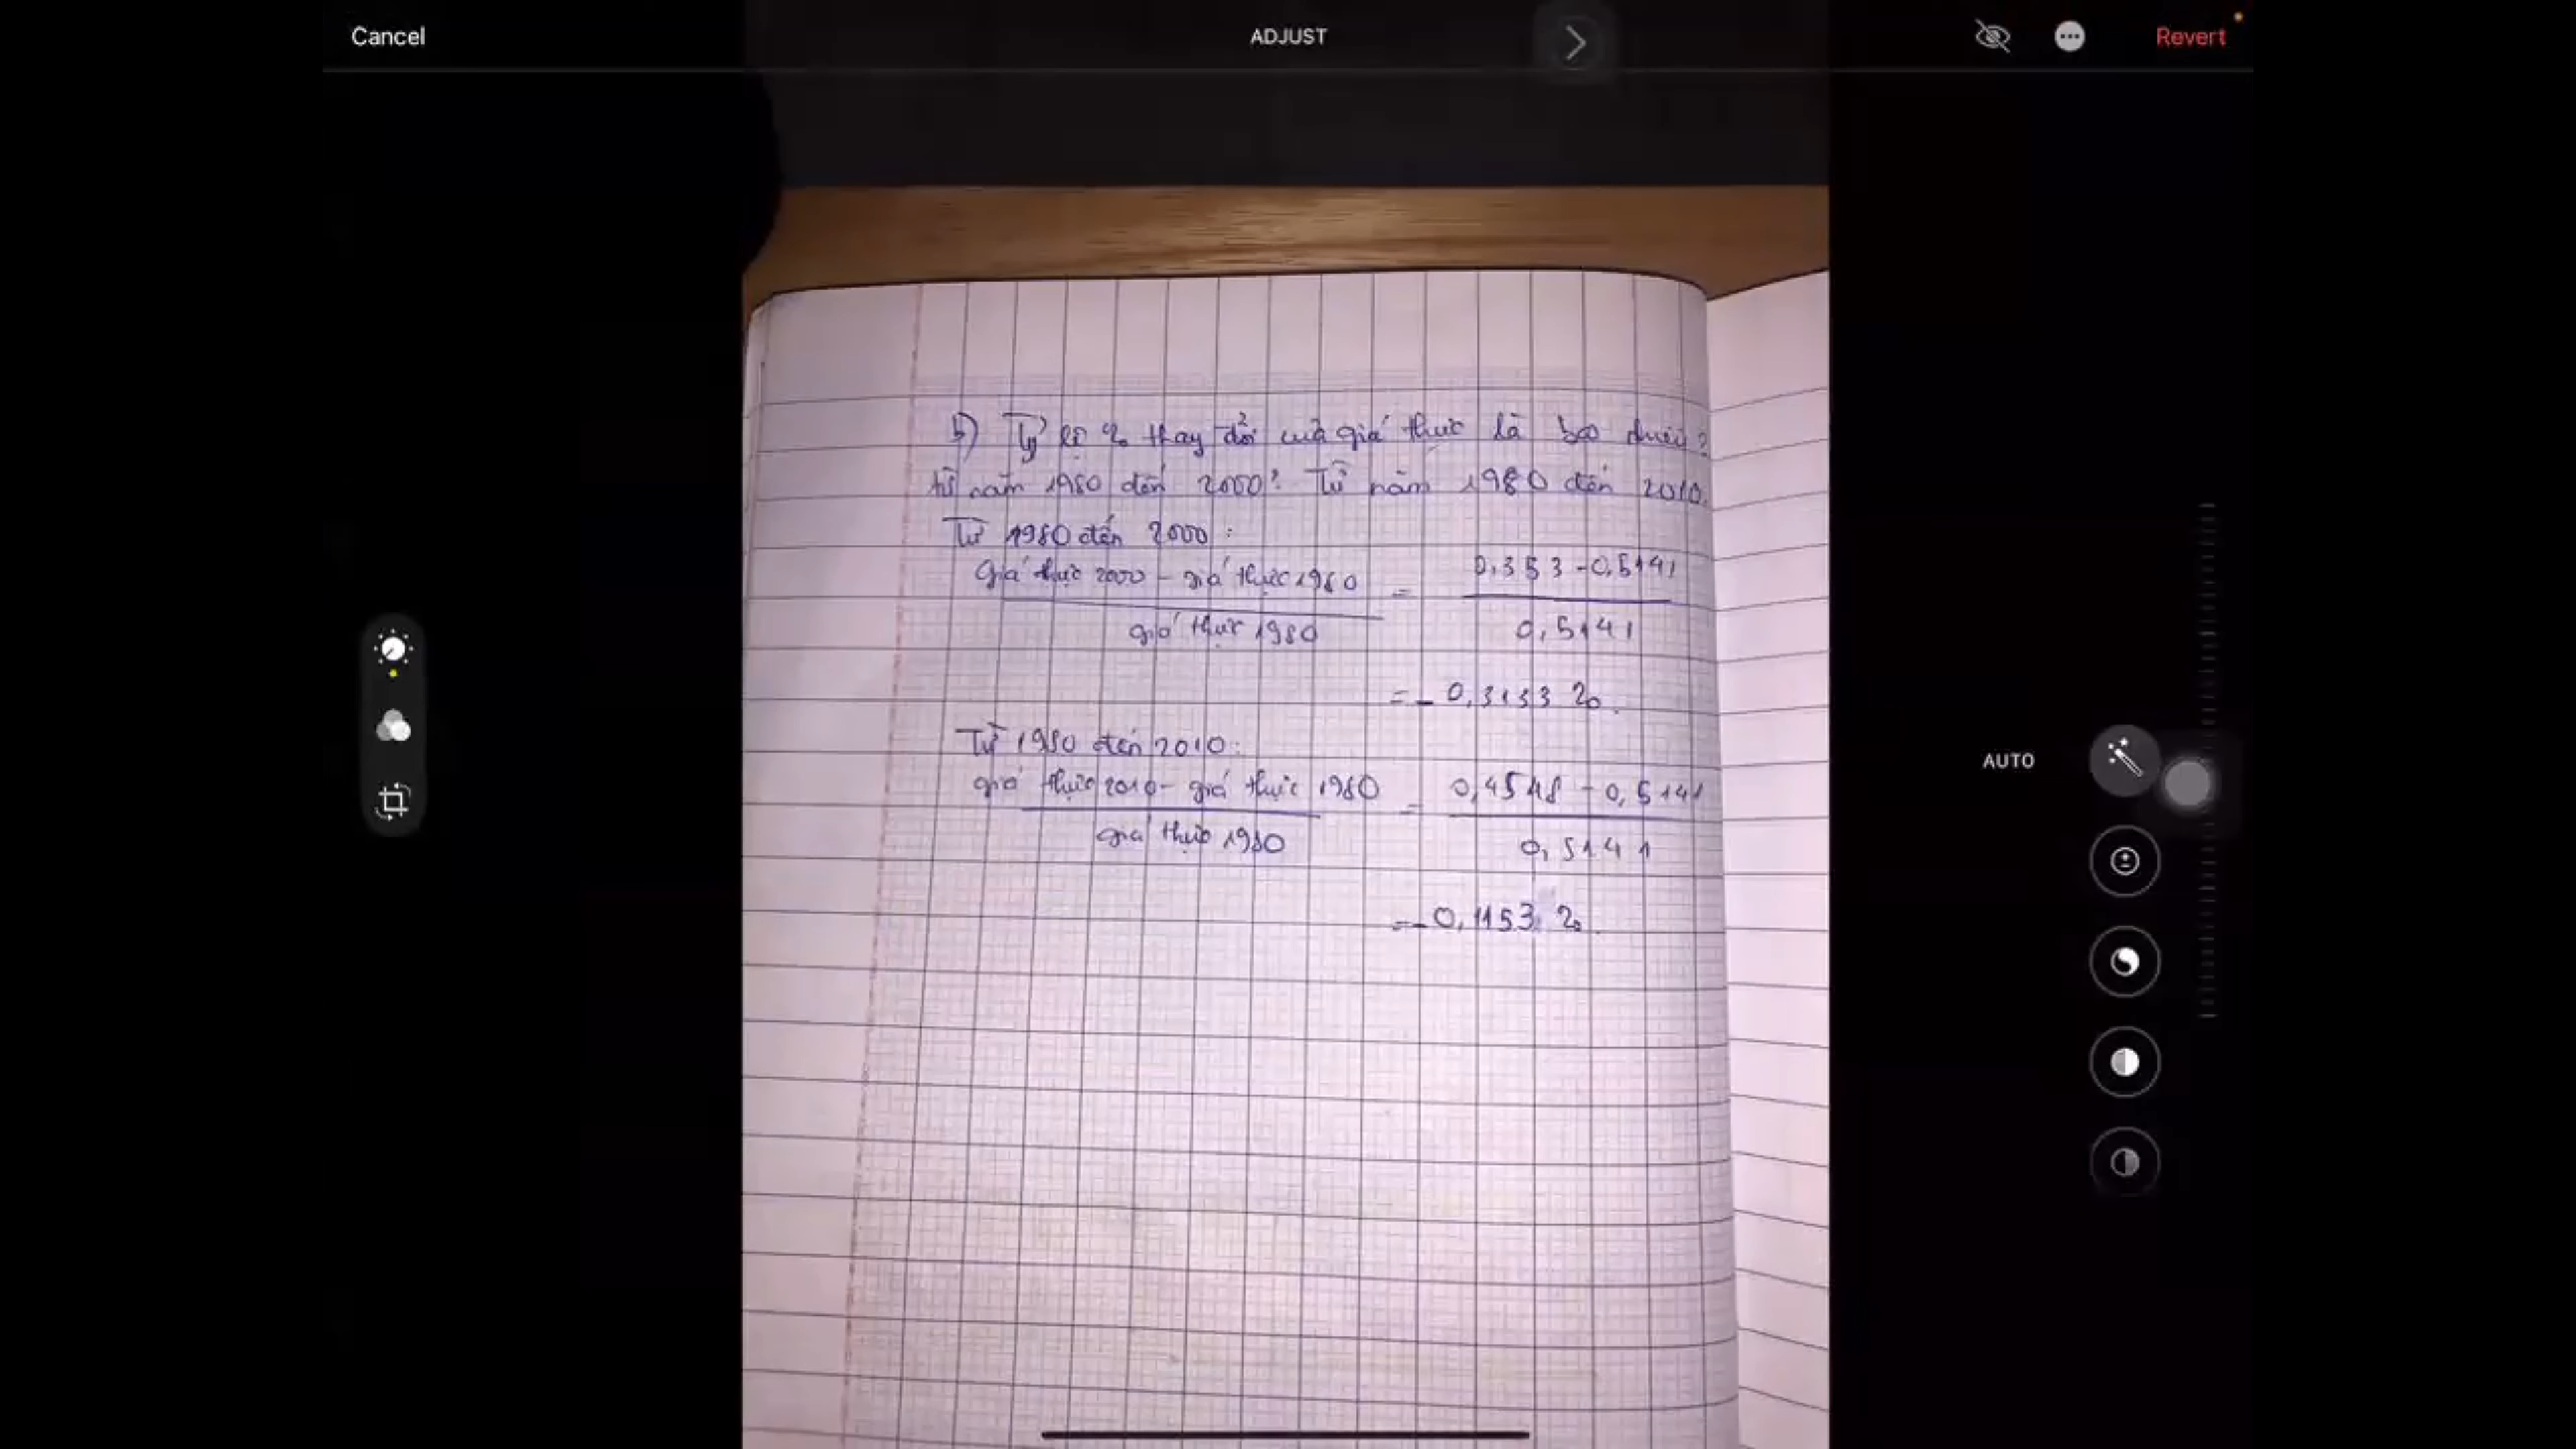 Cancel
ADJUST
Revert
b) Tỷ lệ % thay đổi của giá thực là bao nhiêu?
từ năm 1980 đến 2000? Từ năm 1980 đến 2010.
Từ 1980 đến 2000 :
Giá thực 2000 - giá thực 1980 = 0,353 - 0,5141
giá thực 1980 0,5141
= - 0,3133 %.
Từ 1980 đến 2010 :
giá thực 2010 - giá thực 1980 = 0,4548 - 0,5141
giá thực 1980 0,5141
= - 0,1153 %.
AUTO